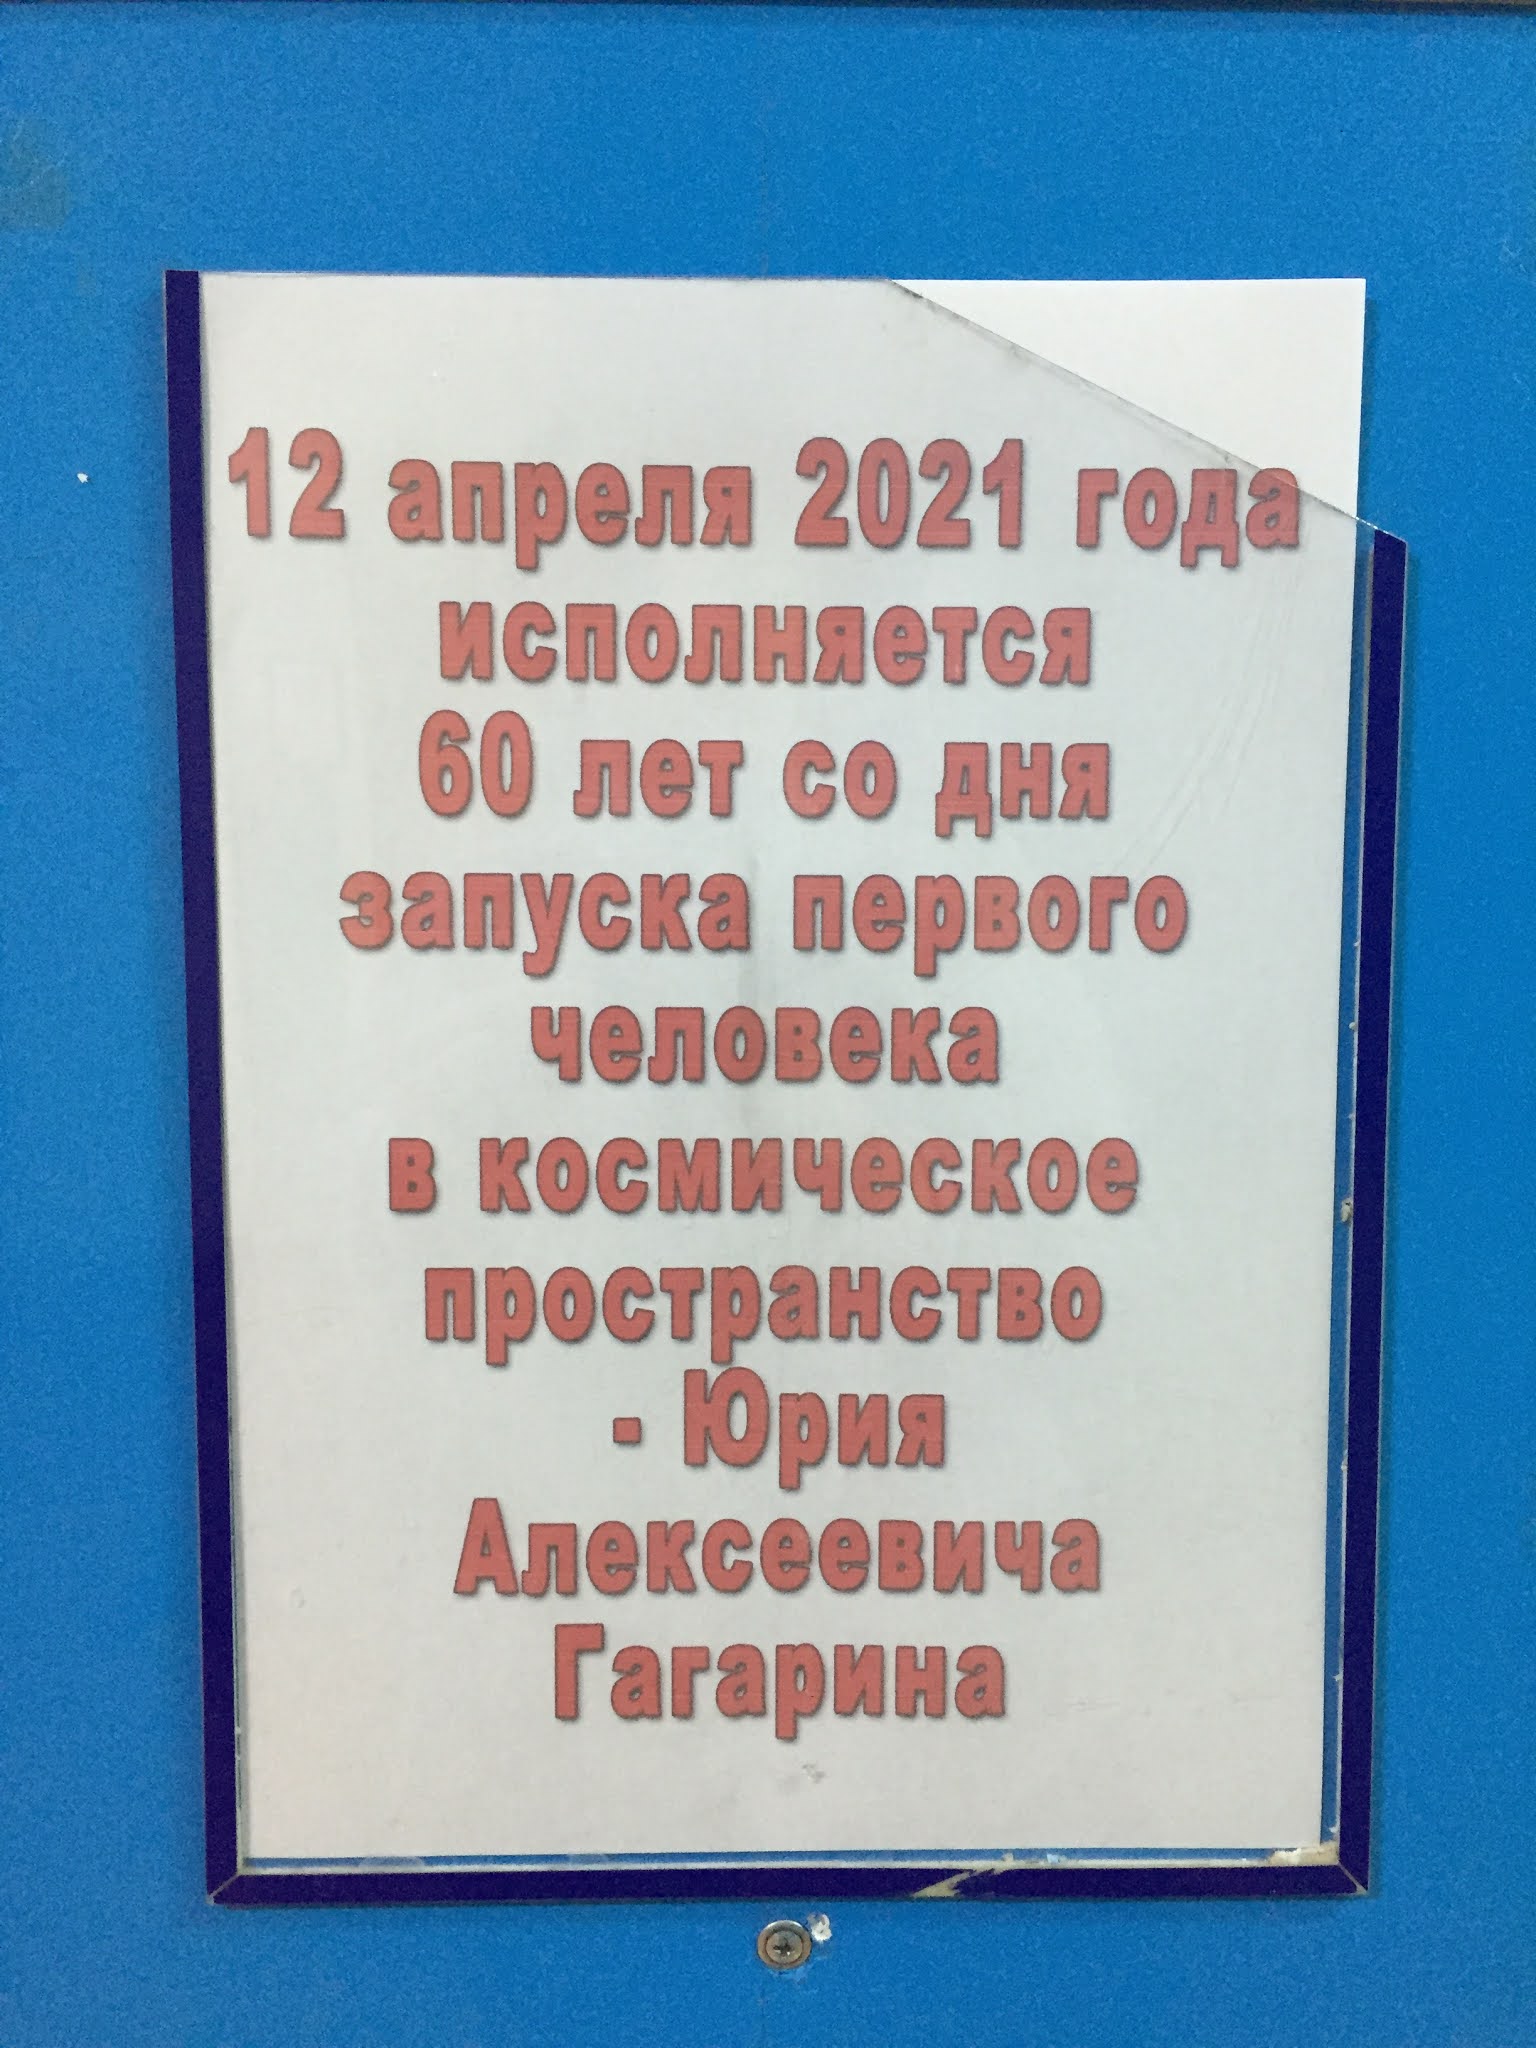 12 апреля 2021 года
исполняется
60 лет со дня
запуска первого
человека
в космическое
пространство
- Юрия
Алексеевича
Гагарина